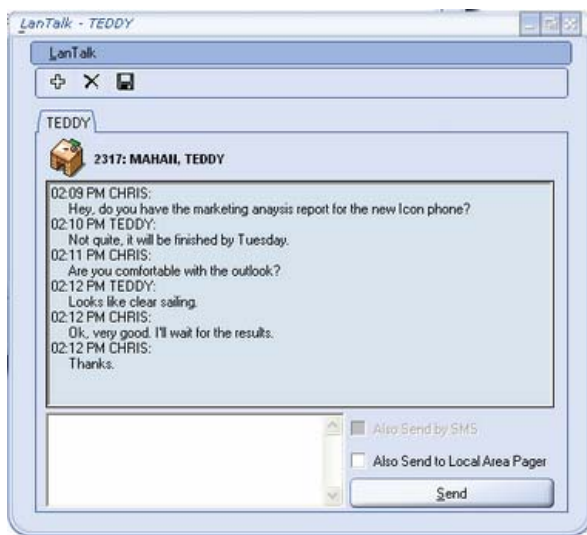 LanTalk - TEDDY
LanTalk
TEDDY
2317: MAHAII, TEDDY
02:09 PM CHRIS:
Hey, do you have the marketing anaysis report for the new Icon phone?
02:10 PM TEDDY:
Not quite, it will be finished by Tuesday.
02:11 PM CHRIS:
Are you comfortable with the outlook?
02:12 PM TEDDY:
Looks like clear sailing.
02:12 PM CHRIS:
Ok, very good. I'll wait for the results.
02:12 PM CHRIS:
Thanks.
Also Send by SMS
Also Send to Local Area Pager
Send